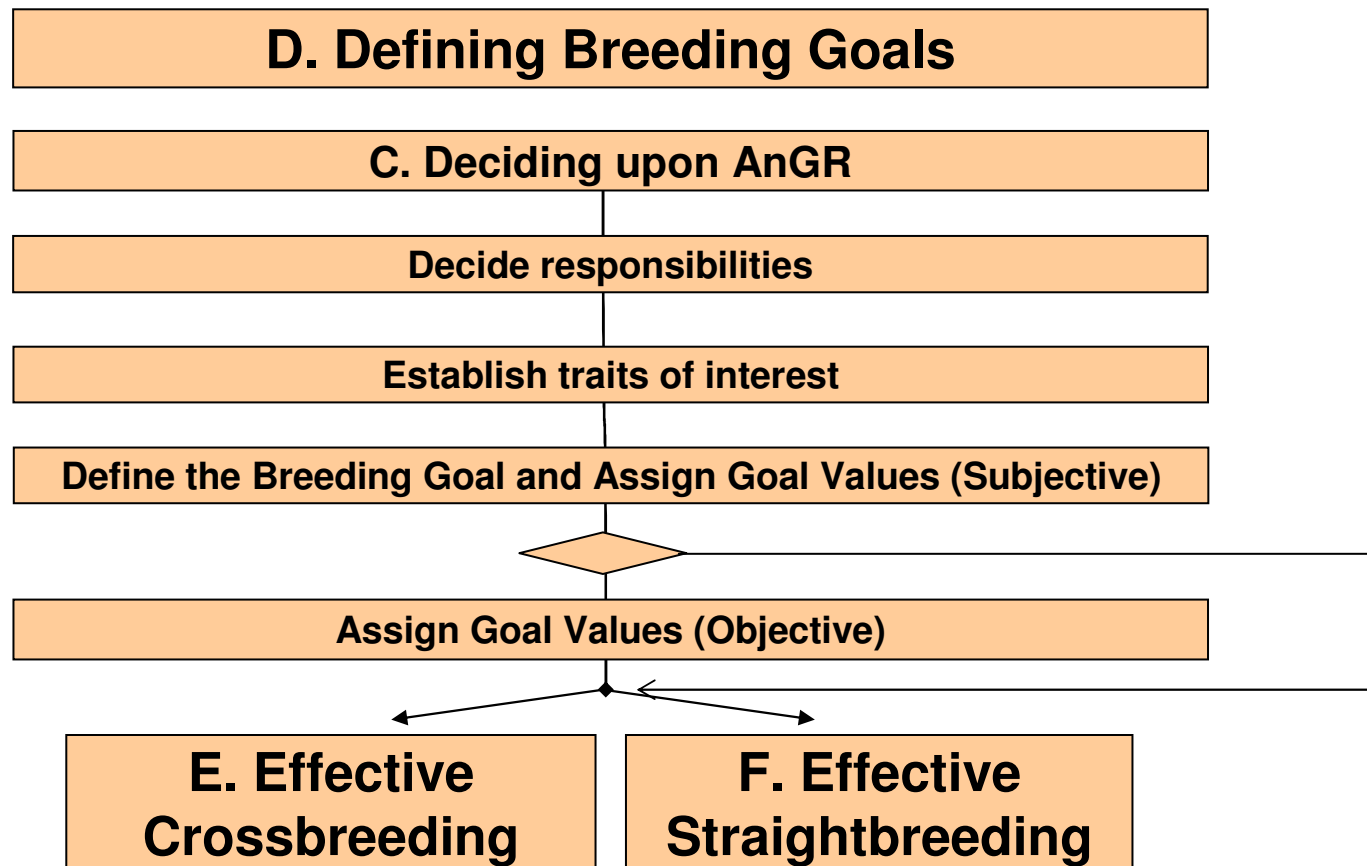 D. Defining Breeding Goals
C. Deciding upon AnGR
Decide responsibilities
Establish traits of interest
Define the Breeding Goal and Assign Goal Values (Subjective)
Assign Goal Values (Objective)
E. Effective
Crossbreeding
F. Effective
Straightbreeding